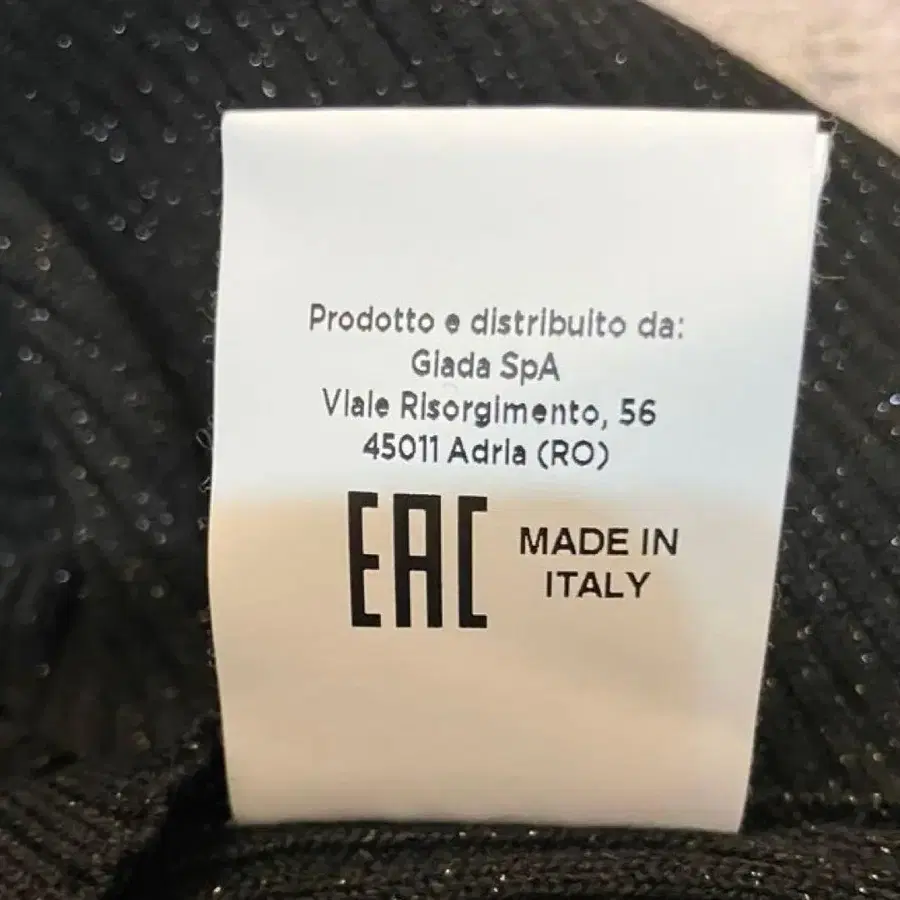 Prodotto e distribuito da:
Giada SpA
Viale Risorgimento, 56
45011 Adria (RO)
EAC MADE IN
ITALY